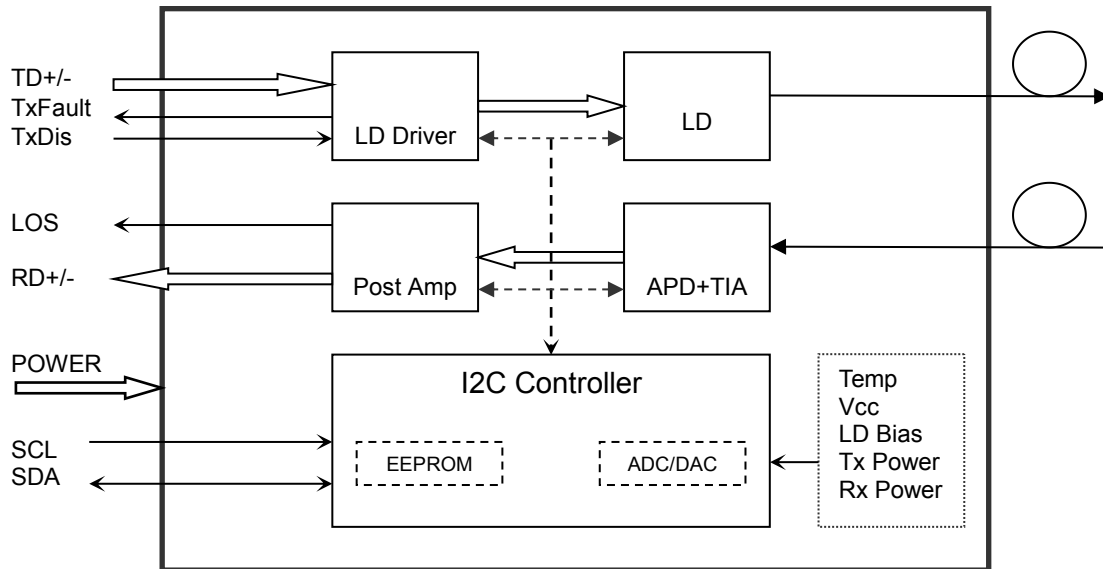 TD+/-
TxFault
TxDis
LD Driver
LD
LOS
RD+/-
Post Amp
APD+TIA
POWER
I2C Controller
SCL
SDA
EEPROM
ADC/DAC
Temp
Vcc
LD Bias
Tx Power
Rx Power